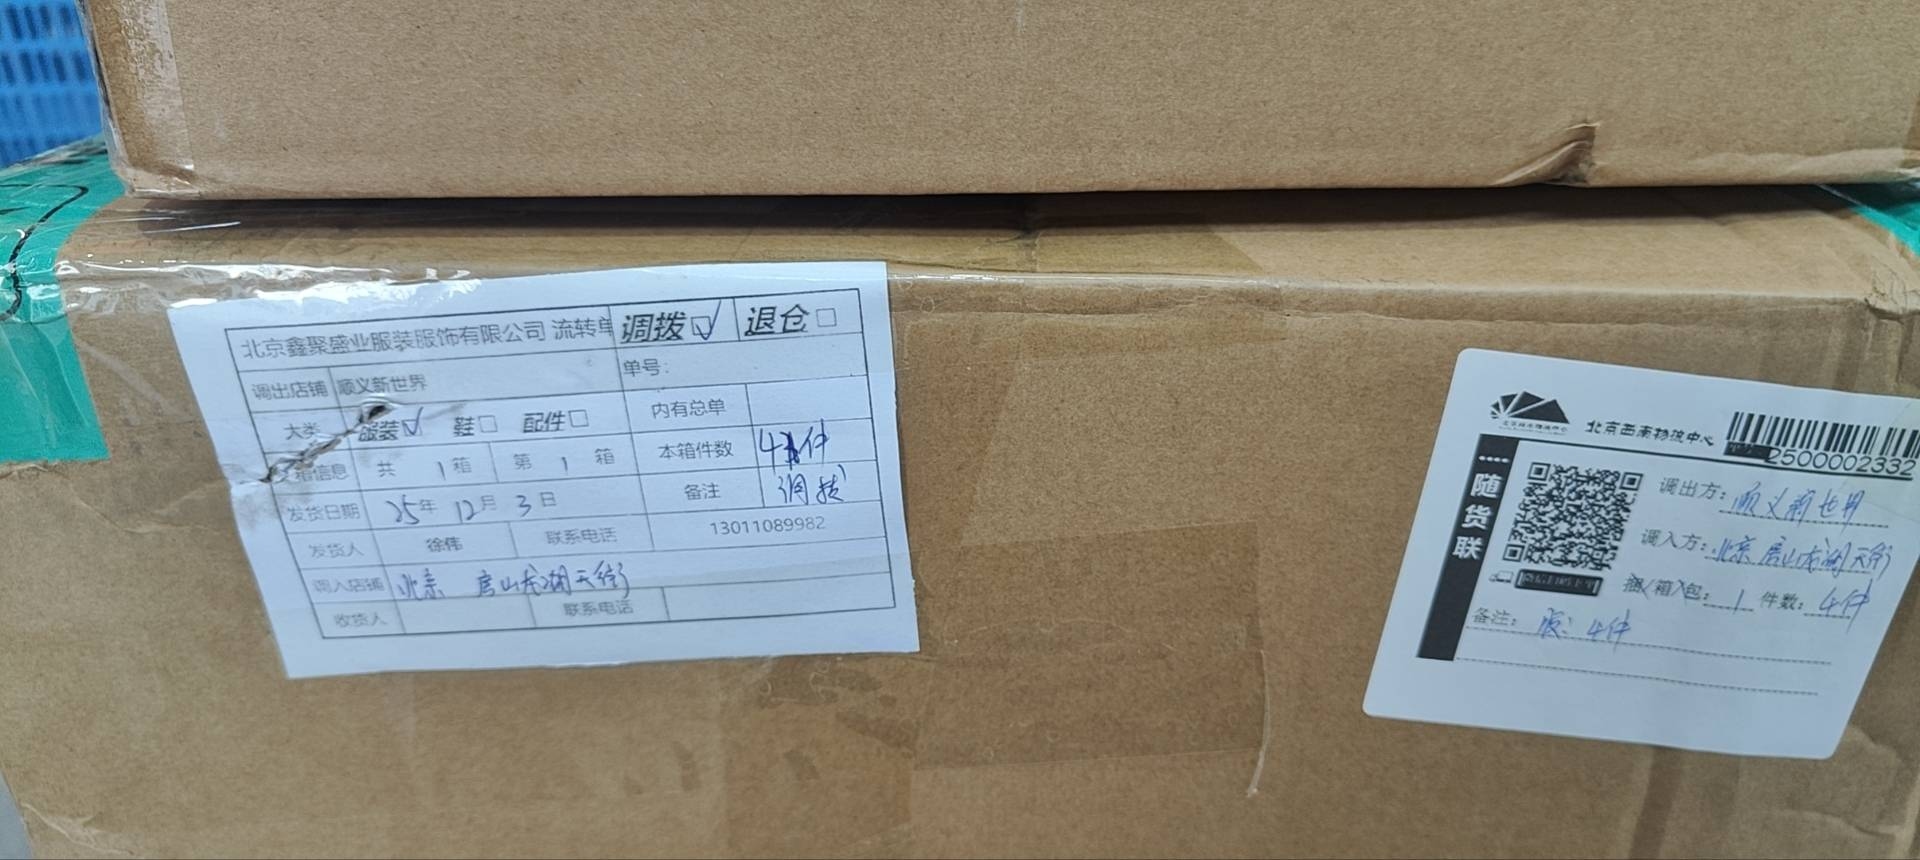 北京鑫聚盛业服装服饰有限公司 流转单 调拨☑ 退仓□
调出店铺 顺义新世界 单号:
大类 服装☑ 鞋□ 配件□ 内有总单
箱信息 共 1 箱 第 1 箱 本箱件数 4件
发货日期 25年 12月 3日 备注 调拨
发货人 徐伟 联系电话 13011089982
调入店铺 北京 房山龙湖天街
收货人 联系电话
北京西南物流中心
2500002332
随货联
调出方: 顺义新世界
调入方: 北京房山龙湖天街
捆/箱/包: 1 件数: 4件
备注: 服: 4件